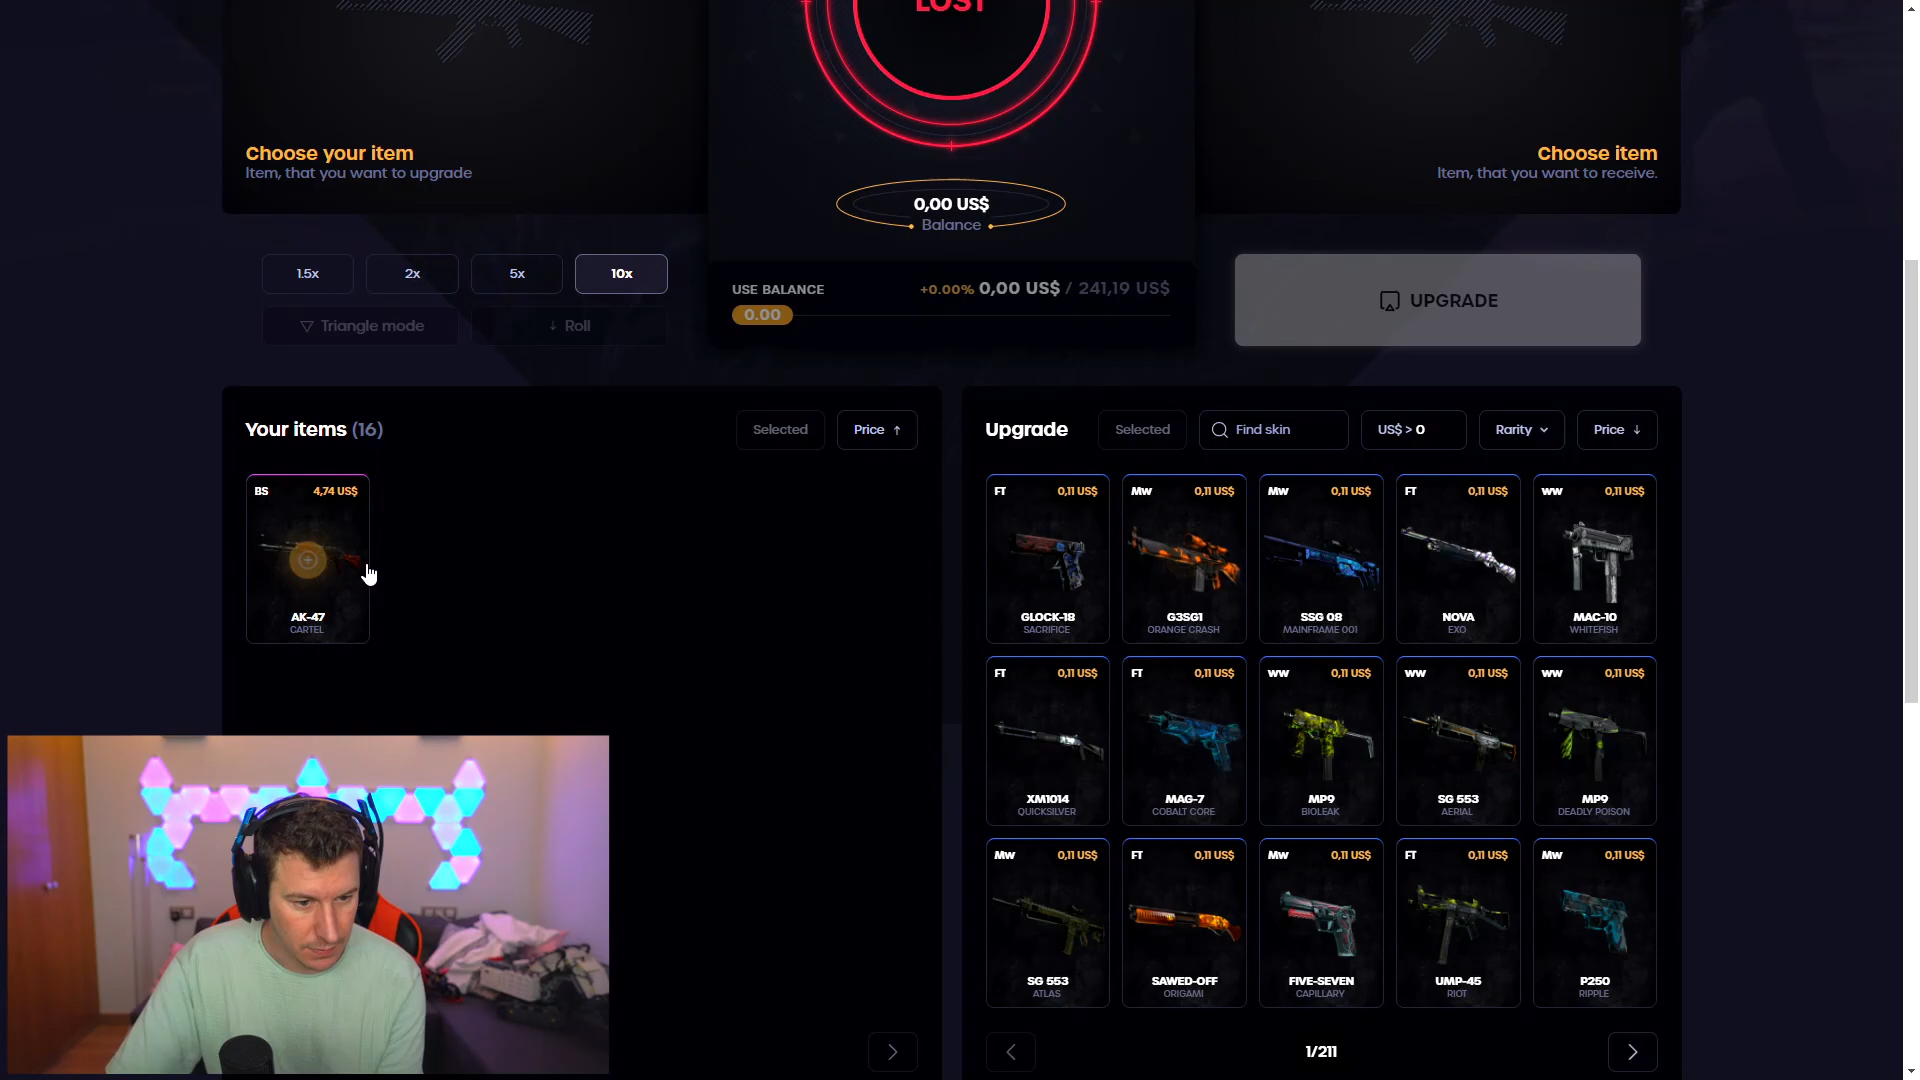 LOST
Choose your item
Item, that you want to upgrade
Choose item
Item, that you want to receive.
0,00 US$
Balance
1.5x
2x
5x
10x
Triangle mode
Roll
USE BALANCE
+0.00% 0,00 US$ / 241,19 US$
0.00
UPGRADE
Your items (16)
Selected
Price
BS 4,74 US$
AK-47
CARTEL
Upgrade
Selected
Find skin
US$ > 0
Rarity
Price
FT 0,11 US$
GLOCK-18
SACRIFICE
MW 0,11 US$
G3SG1
ORANGE CRASH
MW 0,11 US$
SSG 08
MAINFRAME 001
FT 0,11 US$
NOVA
EXO
WW 0,11 US$
MAC-10
WHITEFISH
FT 0,11 US$
XM1014
QUICKSILVER
FT 0,11 US$
MAG-7
COBALT CORE
WW 0,11 US$
MP9
BIOLEAK
WW 0,11 US$
SG 553
AERIAL
WW 0,11 US$
MP9
DEADLY POISON
MW 0,11 US$
SG 553
ATLAS
FT 0,11 US$
SAWED-OFF
ORIGAMI
MW 0,11 US$
FIVE-SEVEN
CAPILLARY
FT 0,11 US$
UMP-45
RIOT
MW 0,11 US$
P250
RIPPLE
1/211